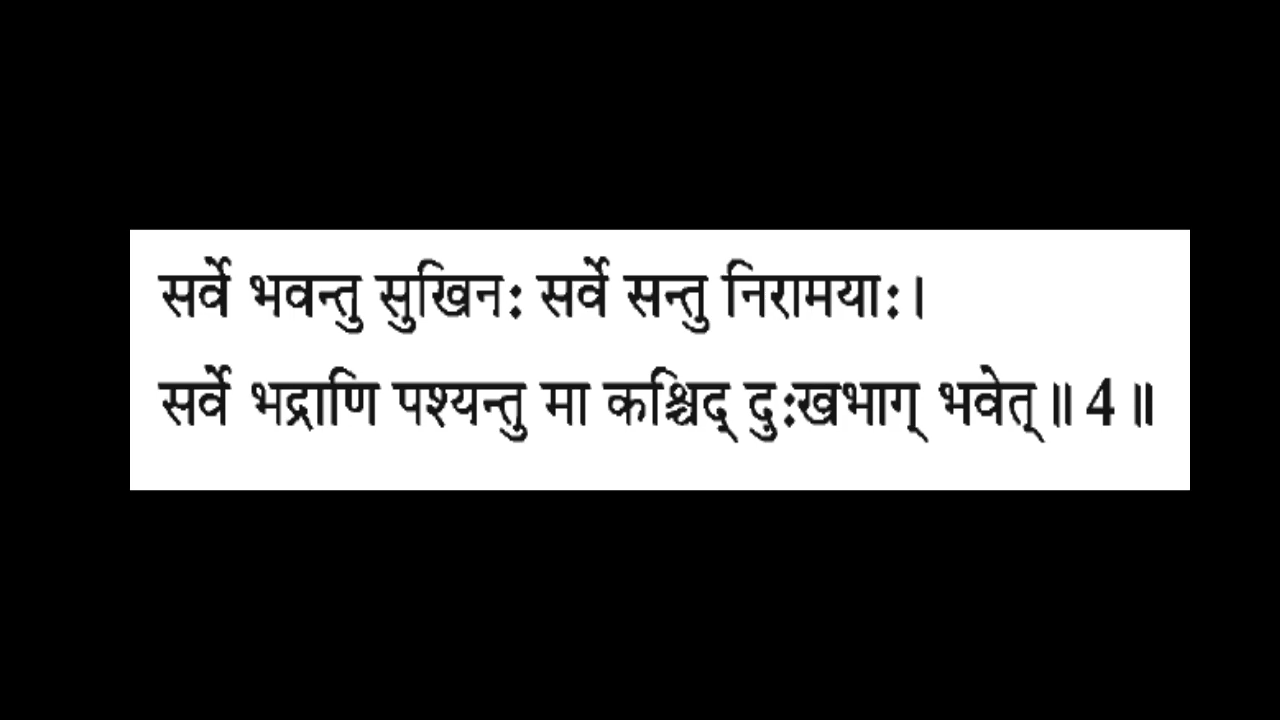 सर्वे भवन्तु सुखिनः सर्वे सन्तु निरामयाः।
सर्वे भद्राणि पश्यन्तु मा कश्चिद् दुःखभाग् भवेत्॥ 4 ॥